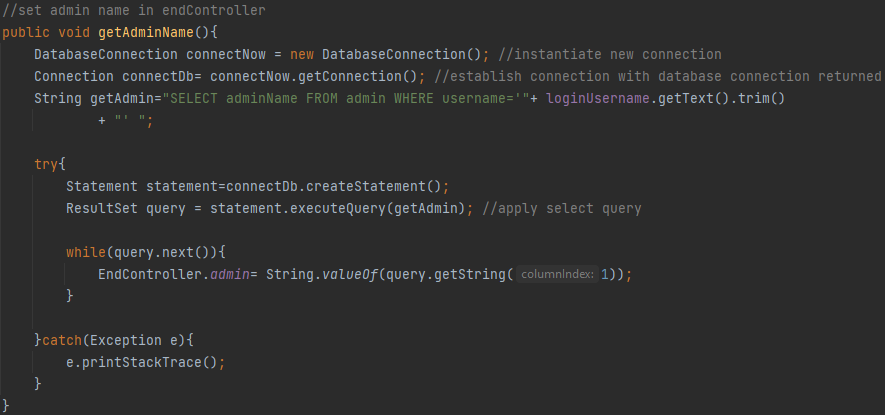 //set admin name in endController
public void getAdminName(){
DatabaseConnection connectNow = new DatabaseConnection(); //instantiate new connection
Connection connectDb= connectNow.getConnection(); //establish connection with database connection returned
String getAdmin="SELECT adminName FROM admin WHERE username='"+ loginUsername.getText().trim()
+ "' ";
try{
Statement statement=connectDb.createStatement();
ResultSet query = statement.executeQuery(getAdmin); //apply select query
while(query.next()){
EndController.admin= String.valueOf(query.getString( columnIndex: 1));
}
}catch(Exception e){
e.printStackTrace();
}
}